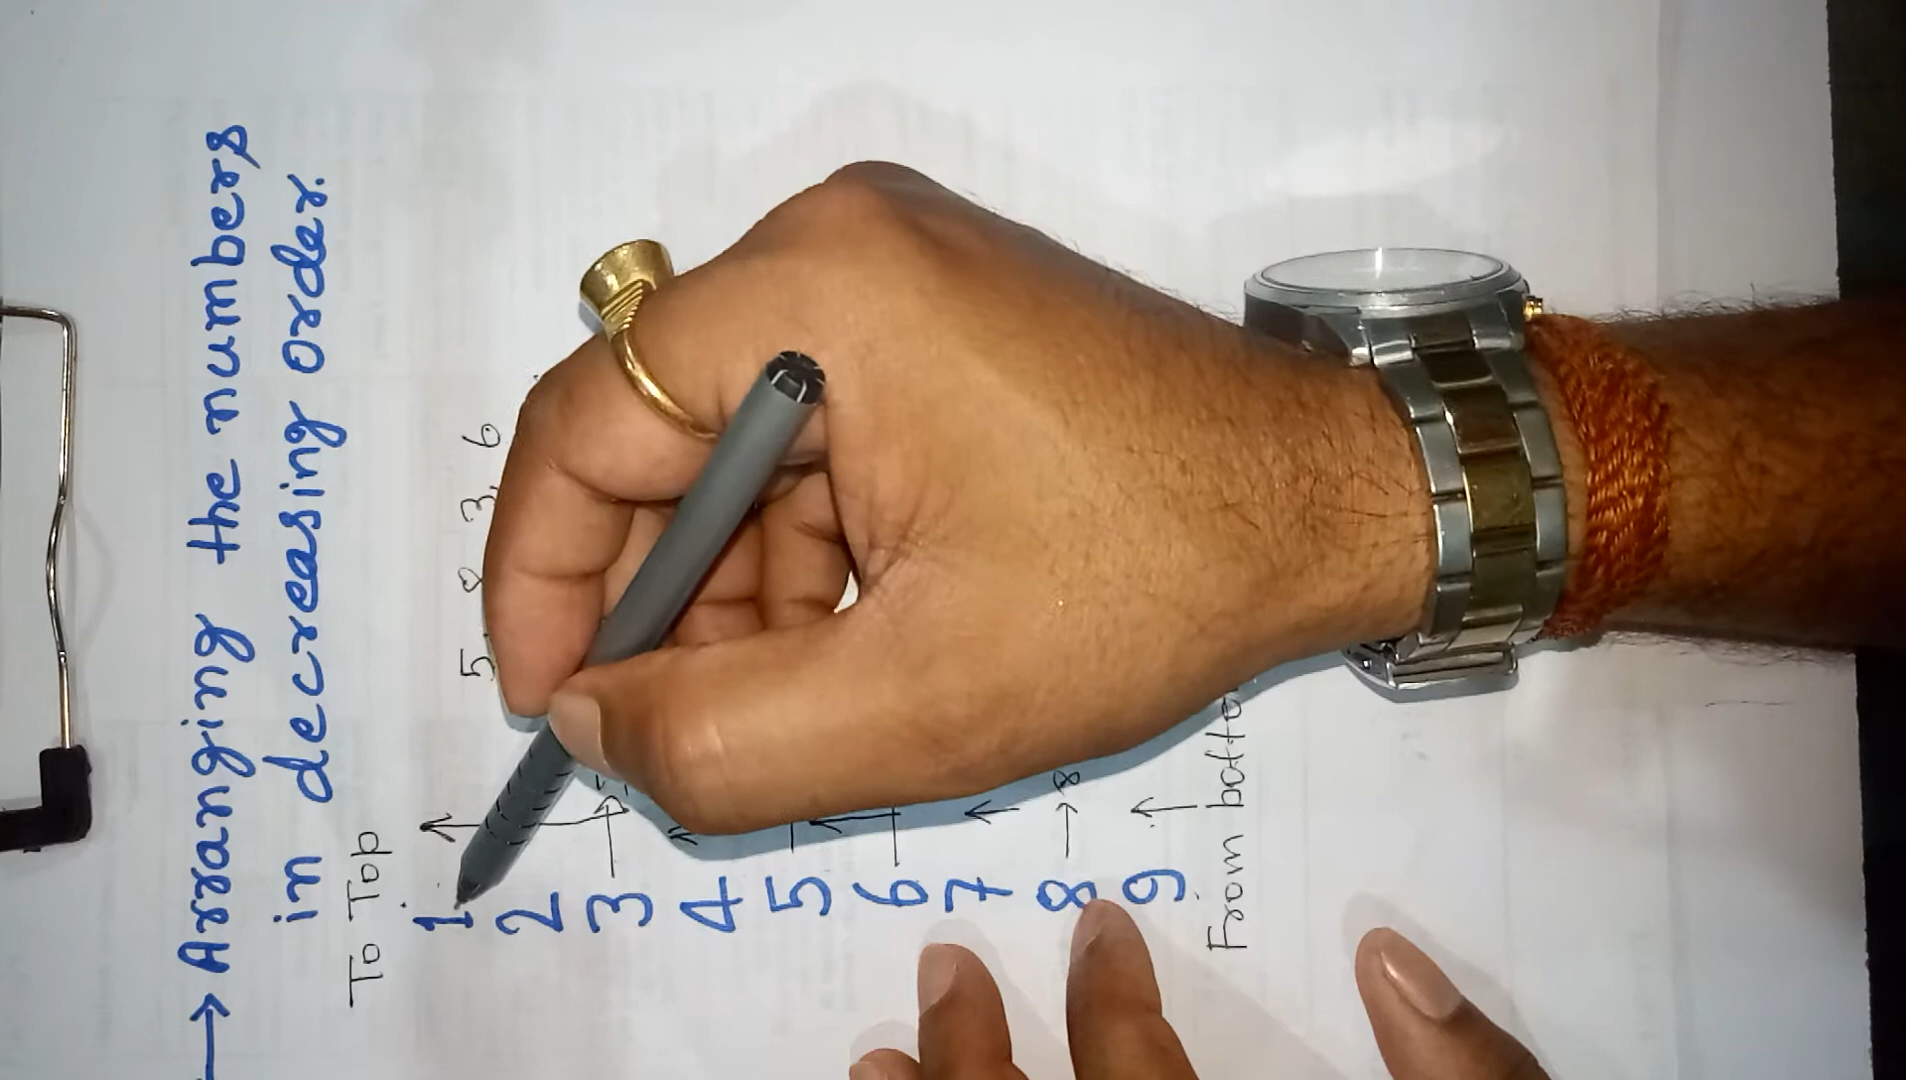 → Arranging the numbers
in decreasing order.
To Top
5, 8, 3, 6
1
2
3
4
5
6
7
8 → 8
9
From